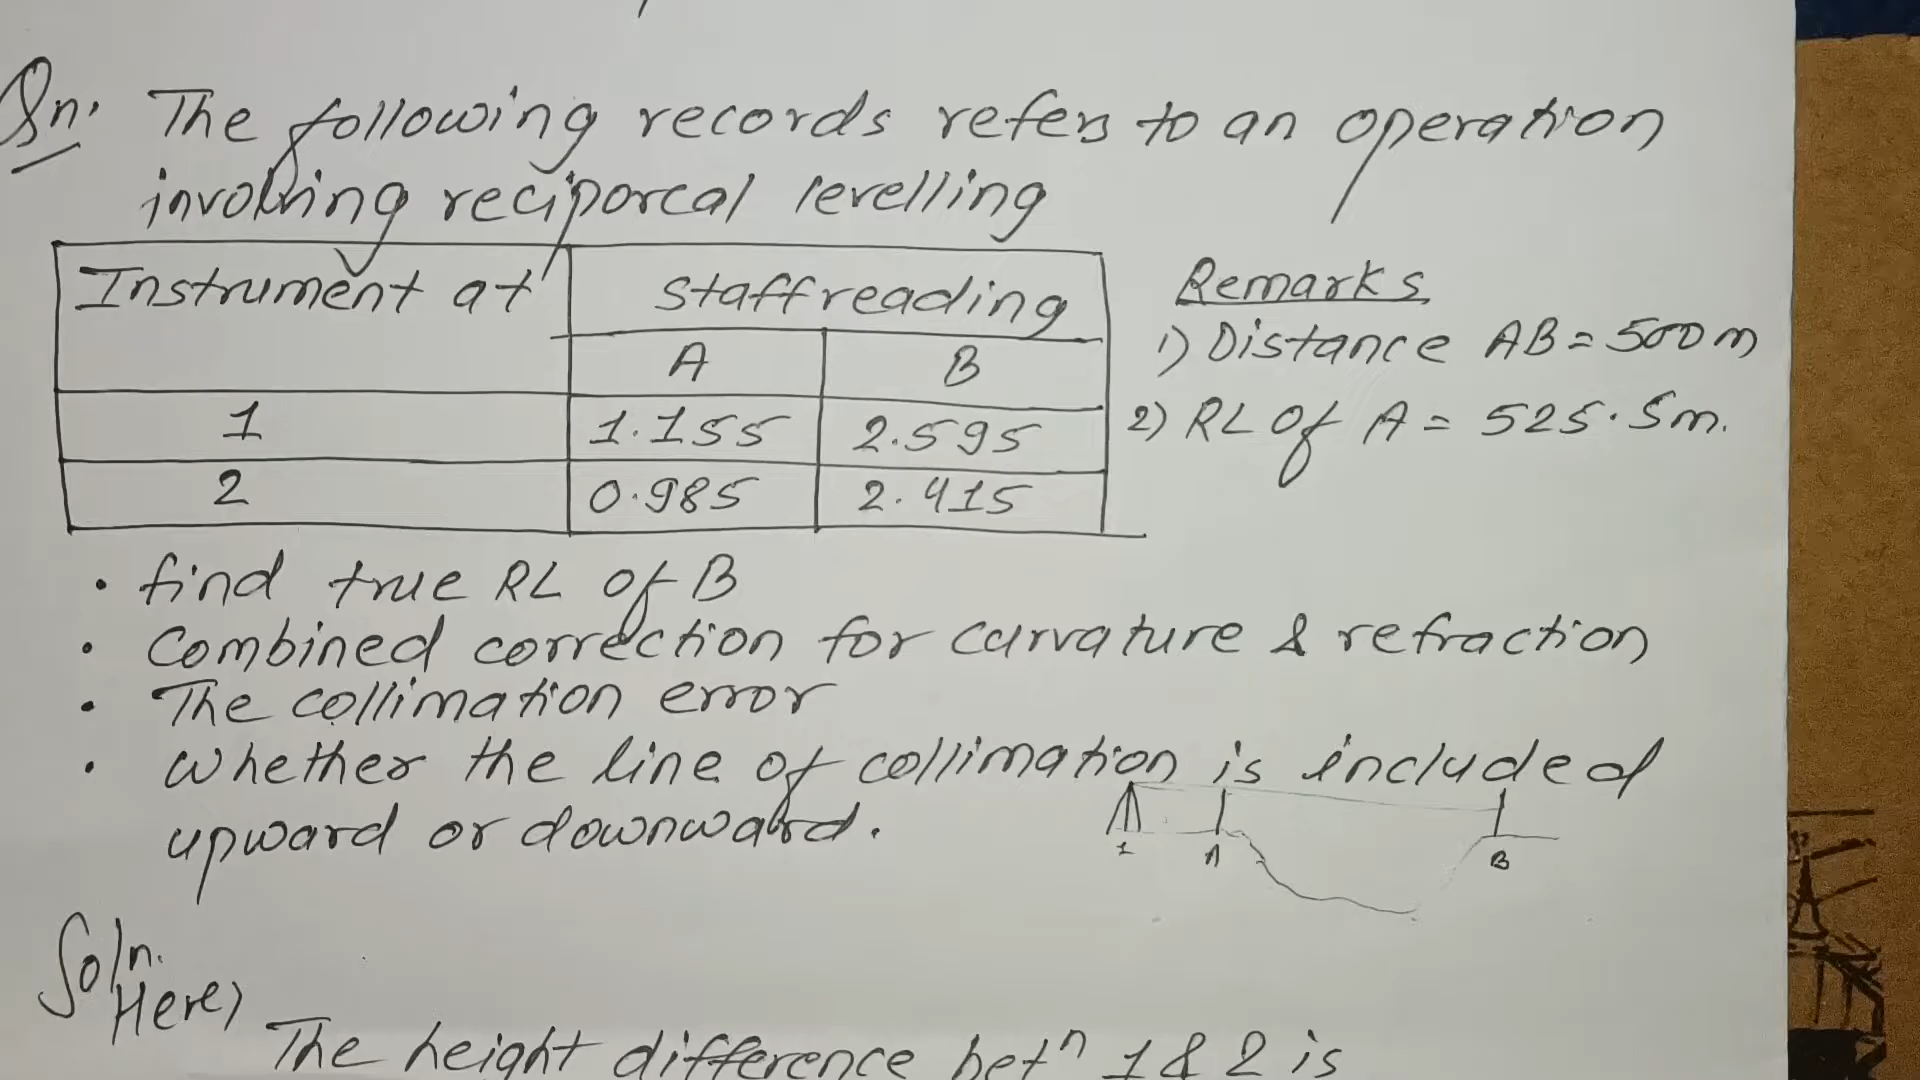 Qn. The following records refers to an operation
involving reciporcal levelling
Instrument at Staff reading
A B
1 1.155 2.595
2 0.985 2.415
Remarks
1) Distance AB = 500 m
2) RL of A = 525.5m.
• find true RL of B
• Combined correction for curvature & refraction
• The collimation error
• Whether the line of collimation is included
upward or downward.
1 A B
Soln.
Here,
The height difference betn 1 & 2 is